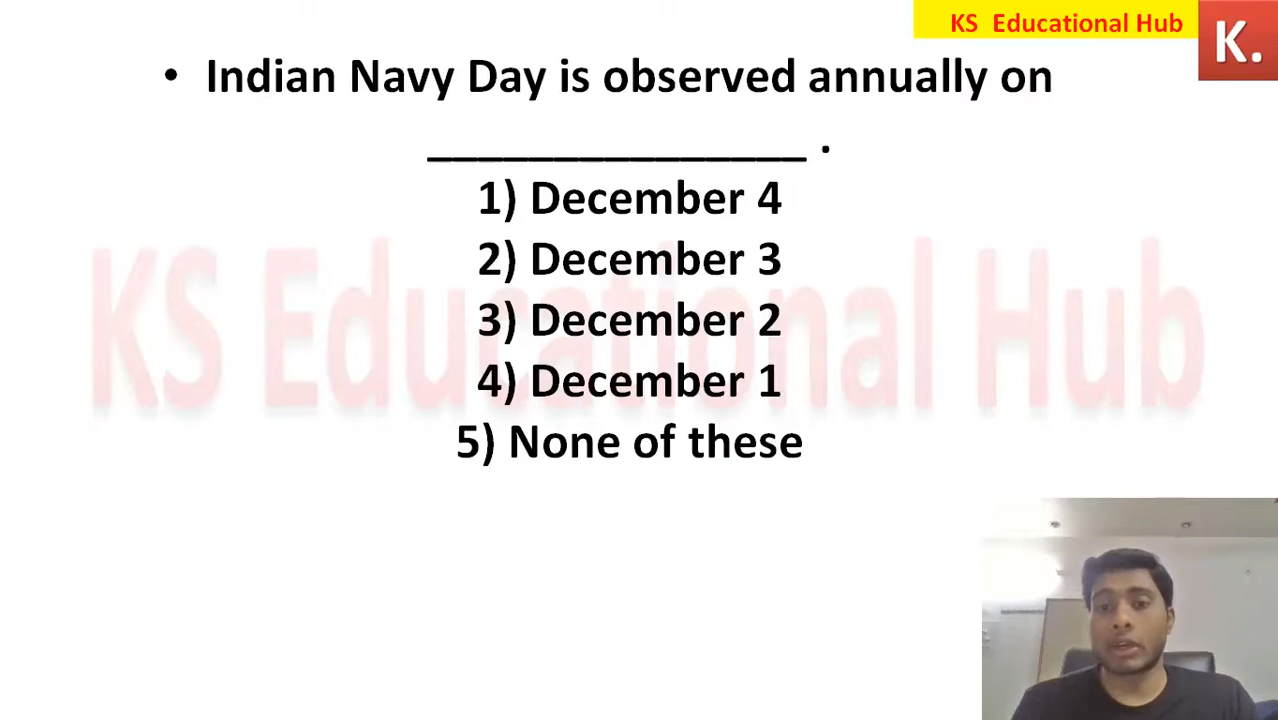 KS Educational Hub
K.
• Indian Navy Day is observed annually on
_______________ .
1) December 4
2) December 3
3) December 2
4) December 1
5) None of these
KS Educational Hub